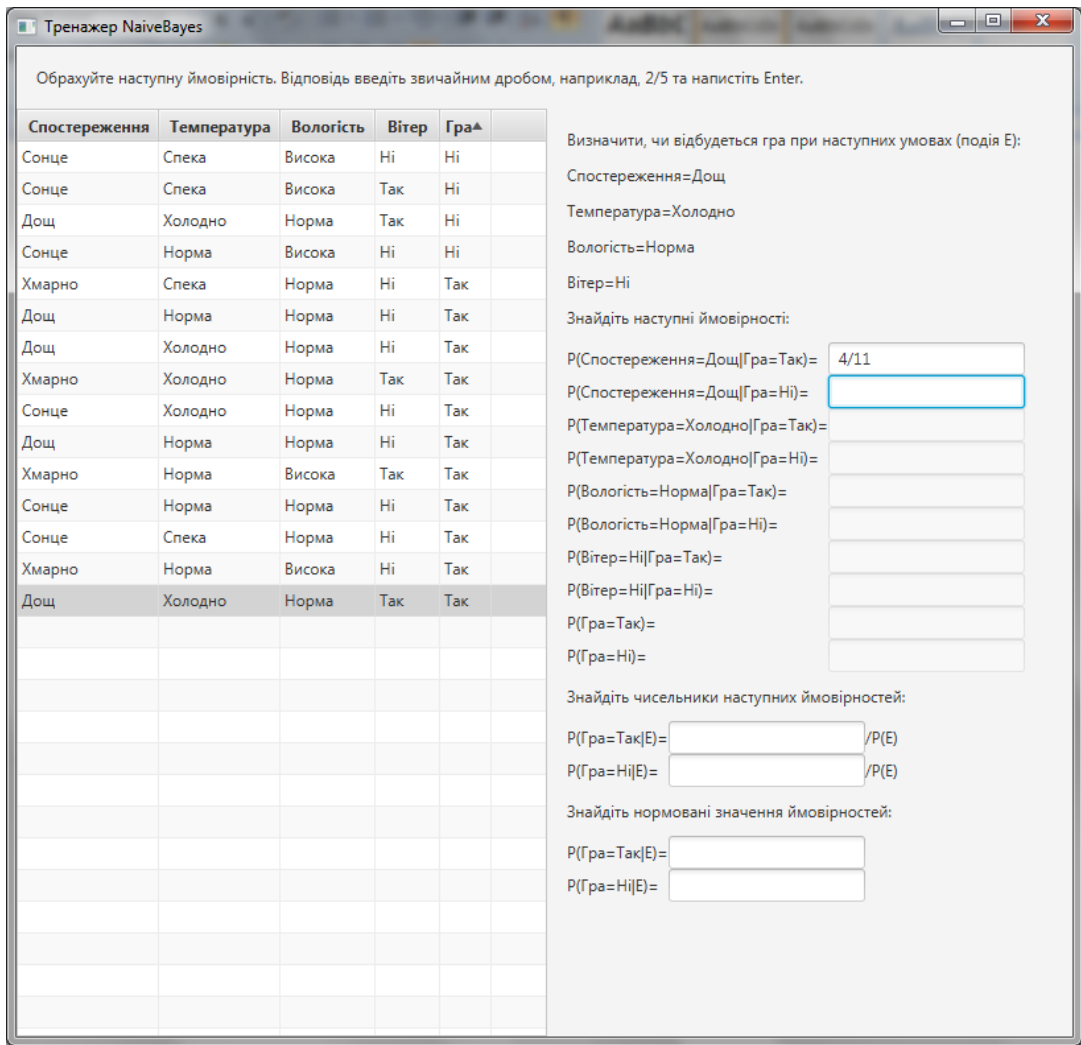 Тренажер NaiveBayes
Обрахуйте наступну ймовірність. Відповідь введіть звичайним дробом, наприклад, 2/5 та напистіть Enter.
Спостереження Температура Вологість Вітер Гра
Сонце Спека Висока Ні Ні
Сонце Спека Висока Так Ні
Дощ Холодно Норма Так Ні
Сонце Норма Висока Ні Ні
Хмарно Спека Норма Ні Так
Дощ Норма Норма Ні Так
Дощ Холодно Норма Ні Так
Хмарно Холодно Норма Так Так
Сонце Холодно Норма Ні Так
Дощ Норма Норма Ні Так
Хмарно Норма Висока Так Так
Сонце Норма Норма Ні Так
Сонце Спека Норма Ні Так
Хмарно Норма Висока Ні Так
Дощ Холодно Норма Так Так
Визначити, чи відбудеться гра при наступних умовах (подія E):
Спостереження=Дощ
Температура=Холодно
Вологість=Норма
Вітер=Ні
Знайдіть наступні ймовірності:
P(Спостереження=Дощ|Гра=Так)= 4/11
P(Спостереження=Дощ|Гра=Ні)=
P(Температура=Холодно|Гра=Так)=
P(Температура=Холодно|Гра=Ні)=
P(Вологість=Норма|Гра=Так)=
P(Вологість=Норма|Гра=Ні)=
P(Вітер=Ні|Гра=Так)=
P(Вітер=Ні|Гра=Ні)=
P(Гра=Так)=
P(Гра=Ні)=
Знайдіть чисельники наступних ймовірностей:
P(Гра=Так|E)= /P(E)
P(Гра=Ні|E)= /P(E)
Знайдіть нормовані значення ймовірностей:
P(Гра=Так|E)=
P(Гра=Ні|E)=